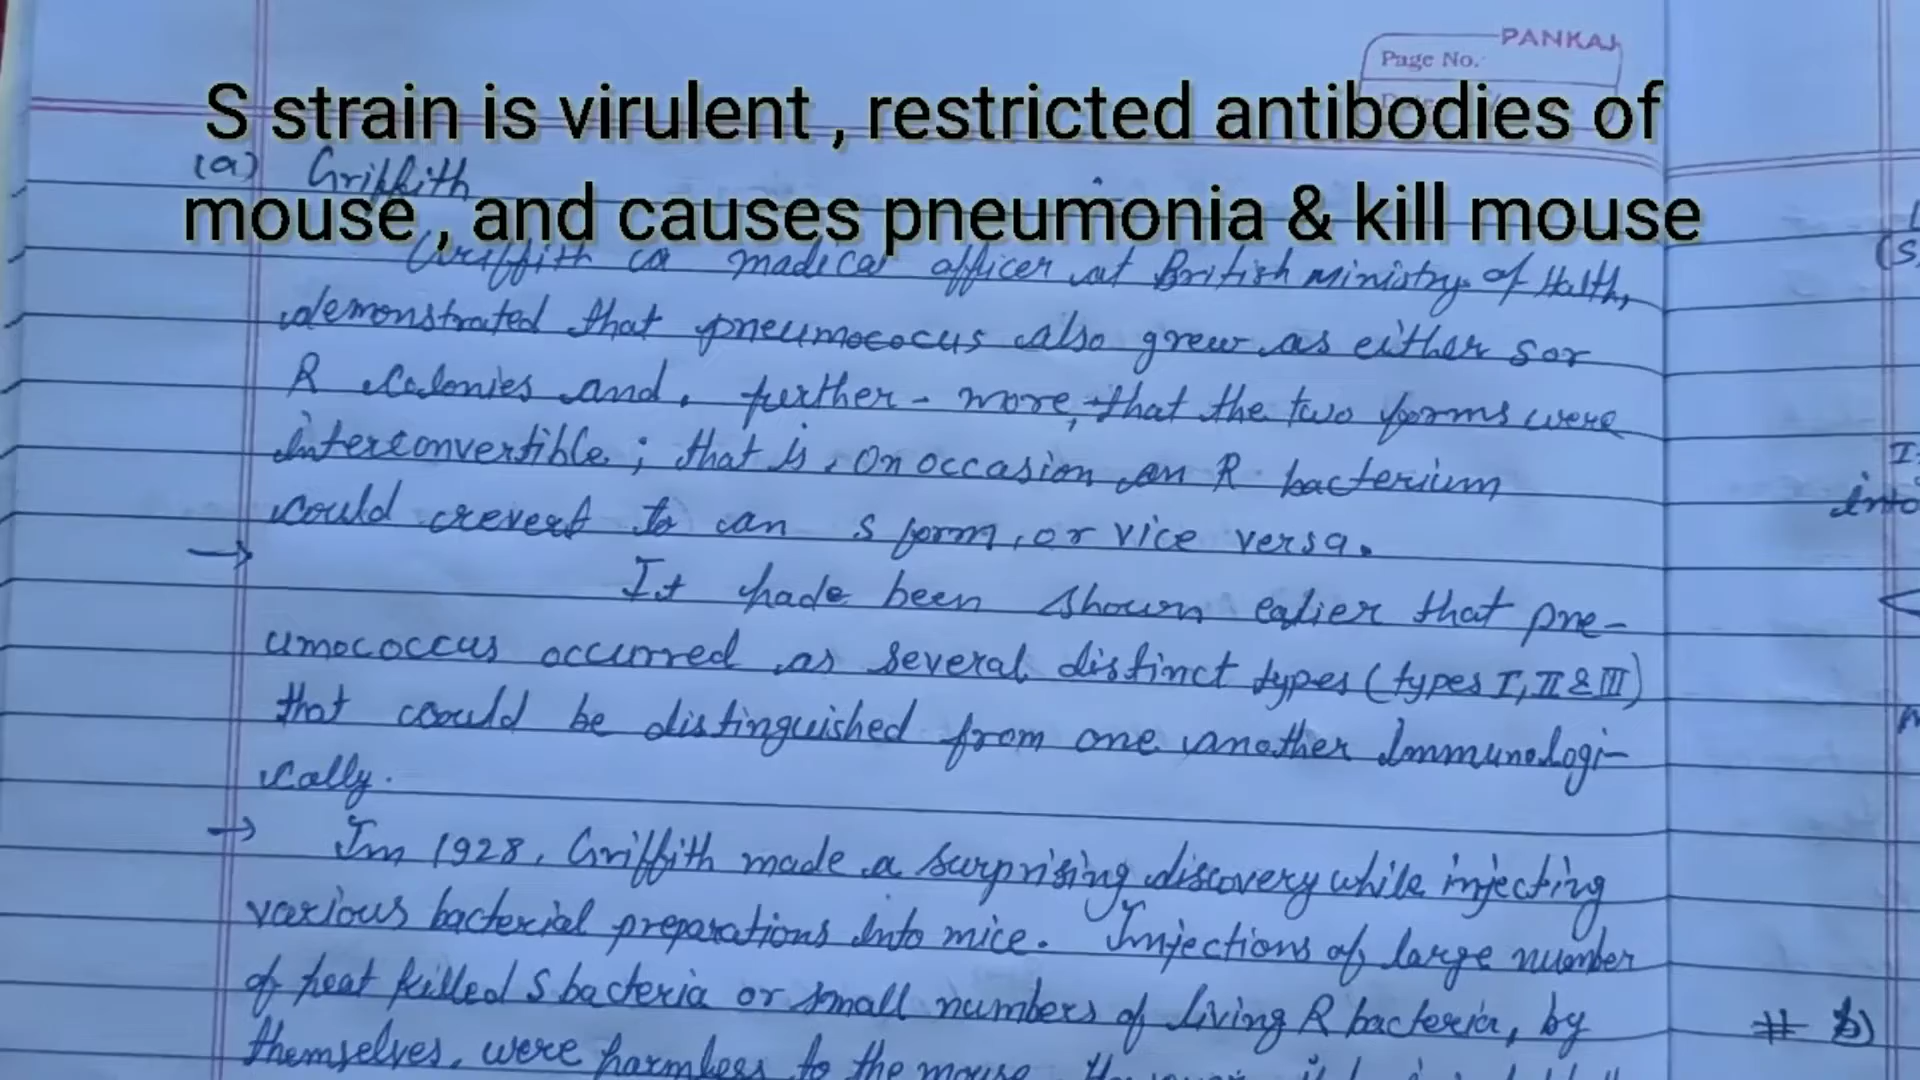 PANKAJ
Page No.
S strain is virulent , restricted antibodies of
(a) Griffith
mouse , and causes pneumonia & kill mouse
Griffith a madical officer at British ministry of Halth,
demonstrated that pneumococus also grew as either s or
R Colonies and, further - more, that the two forms were
interconvertible ; that is, on occasion an R bacterium
could revert to an S form, or vice versa.
→
It hade been shown ealier that pne-
umococcus occurred as several distinct types (types I, II & III)
that coould be distinguished from one another Immunologi-
cally.
→ Im 1928, Griffith made a surprising discovery while injecting
various bacterial preparations into mice. Injections of large number
of heat killed S bacteria or small numbers of living R bacteria, by
themselves, were harmless to the mouse.
(S
I
into
# b)